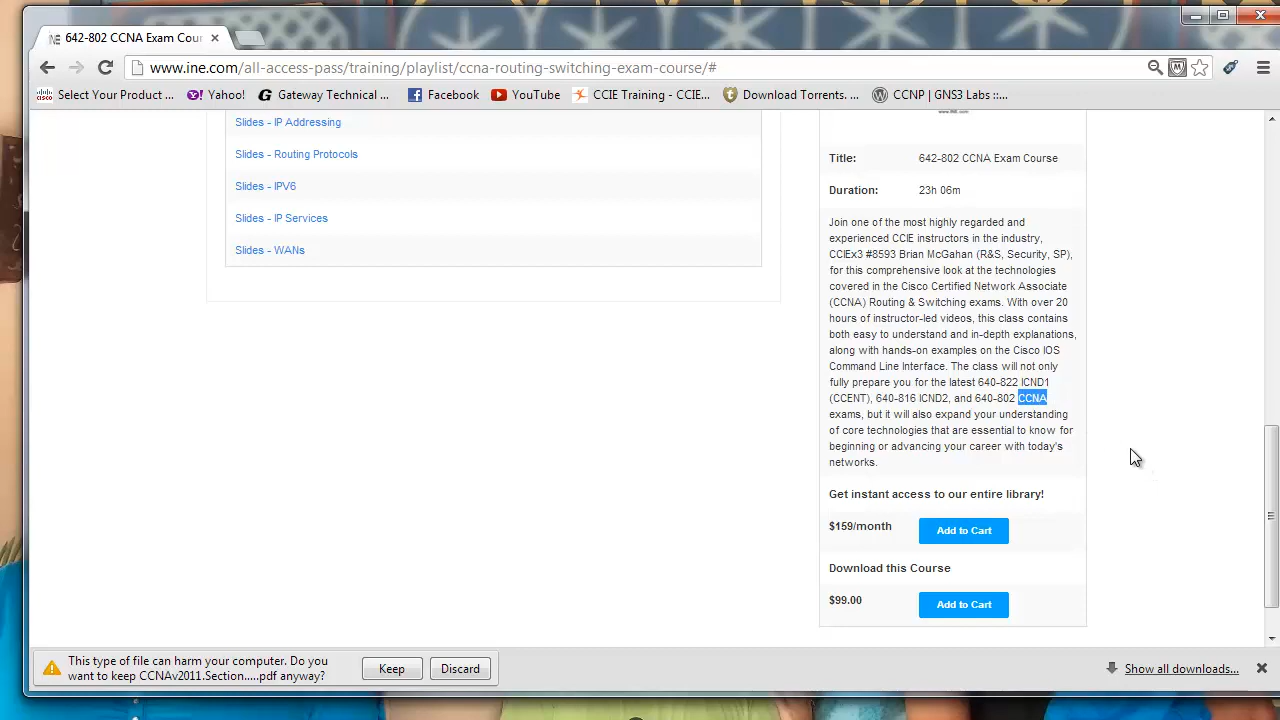 642-802 CCNA Exam Cour
www.ine.com/all-access-pass/training/playlist/ccna-routing-switching-exam-course/#
Select Your Product ... Yahoo! Gateway Technical ... Facebook YouTube CCIE Training - CCIE... Download Torrents. ... CCNP | GNS3 Labs ::...
Slides - IP Addressing
Slides - Routing Protocols
Slides - IPV6
Slides - IP Services
Slides - WANs
www.INE.com
Title: 642-802 CCNA Exam Course
Duration: 23h 06m
Join one of the most highly regarded and
experienced CCIE instructors in the industry,
CCIEx3 #8593 Brian McGahan (R&S, Security, SP),
for this comprehensive look at the technologies
covered in the Cisco Certified Network Associate
(CCNA) Routing & Switching exams. With over 20
hours of instructor-led videos, this class contains
both easy to understand and in-depth explanations,
along with hands-on examples on the Cisco IOS
Command Line Interface. The class will not only
fully prepare you for the latest 640-822 ICND1
(CCENT), 640-816 ICND2, and 640-802 CCNA
exams, but it will also expand your understanding
of core technologies that are essential to know for
beginning or advancing your career with today's
networks.
Get instant access to our entire library!
$159/month Add to Cart
Download this Course
$99.00 Add to Cart
This type of file can harm your computer. Do you
want to keep CCNAv2011.Section.....pdf anyway?
Keep Discard
Show all downloads...